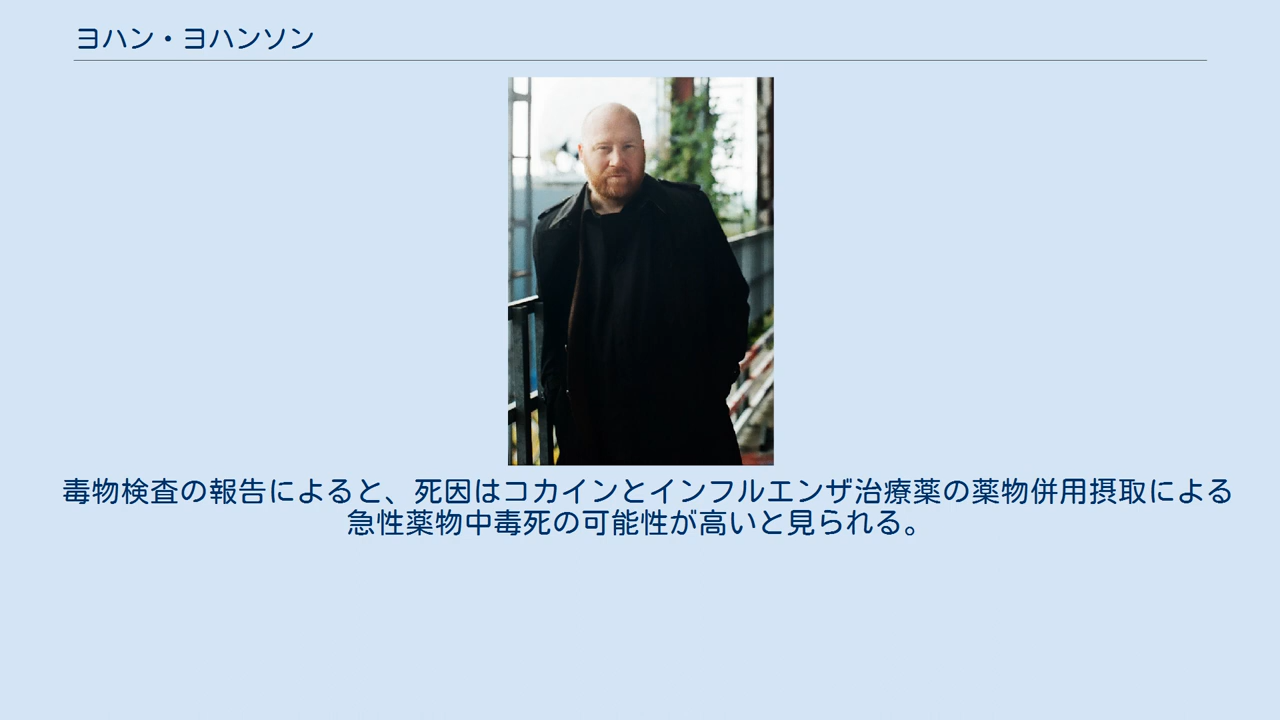 ヨハン・ヨハンソン
毒物検査の報告によると、死因はコカインとインフルエンザ治療薬の薬物併用摂取による
急性薬物中毒死の可能性が高いと見られる。